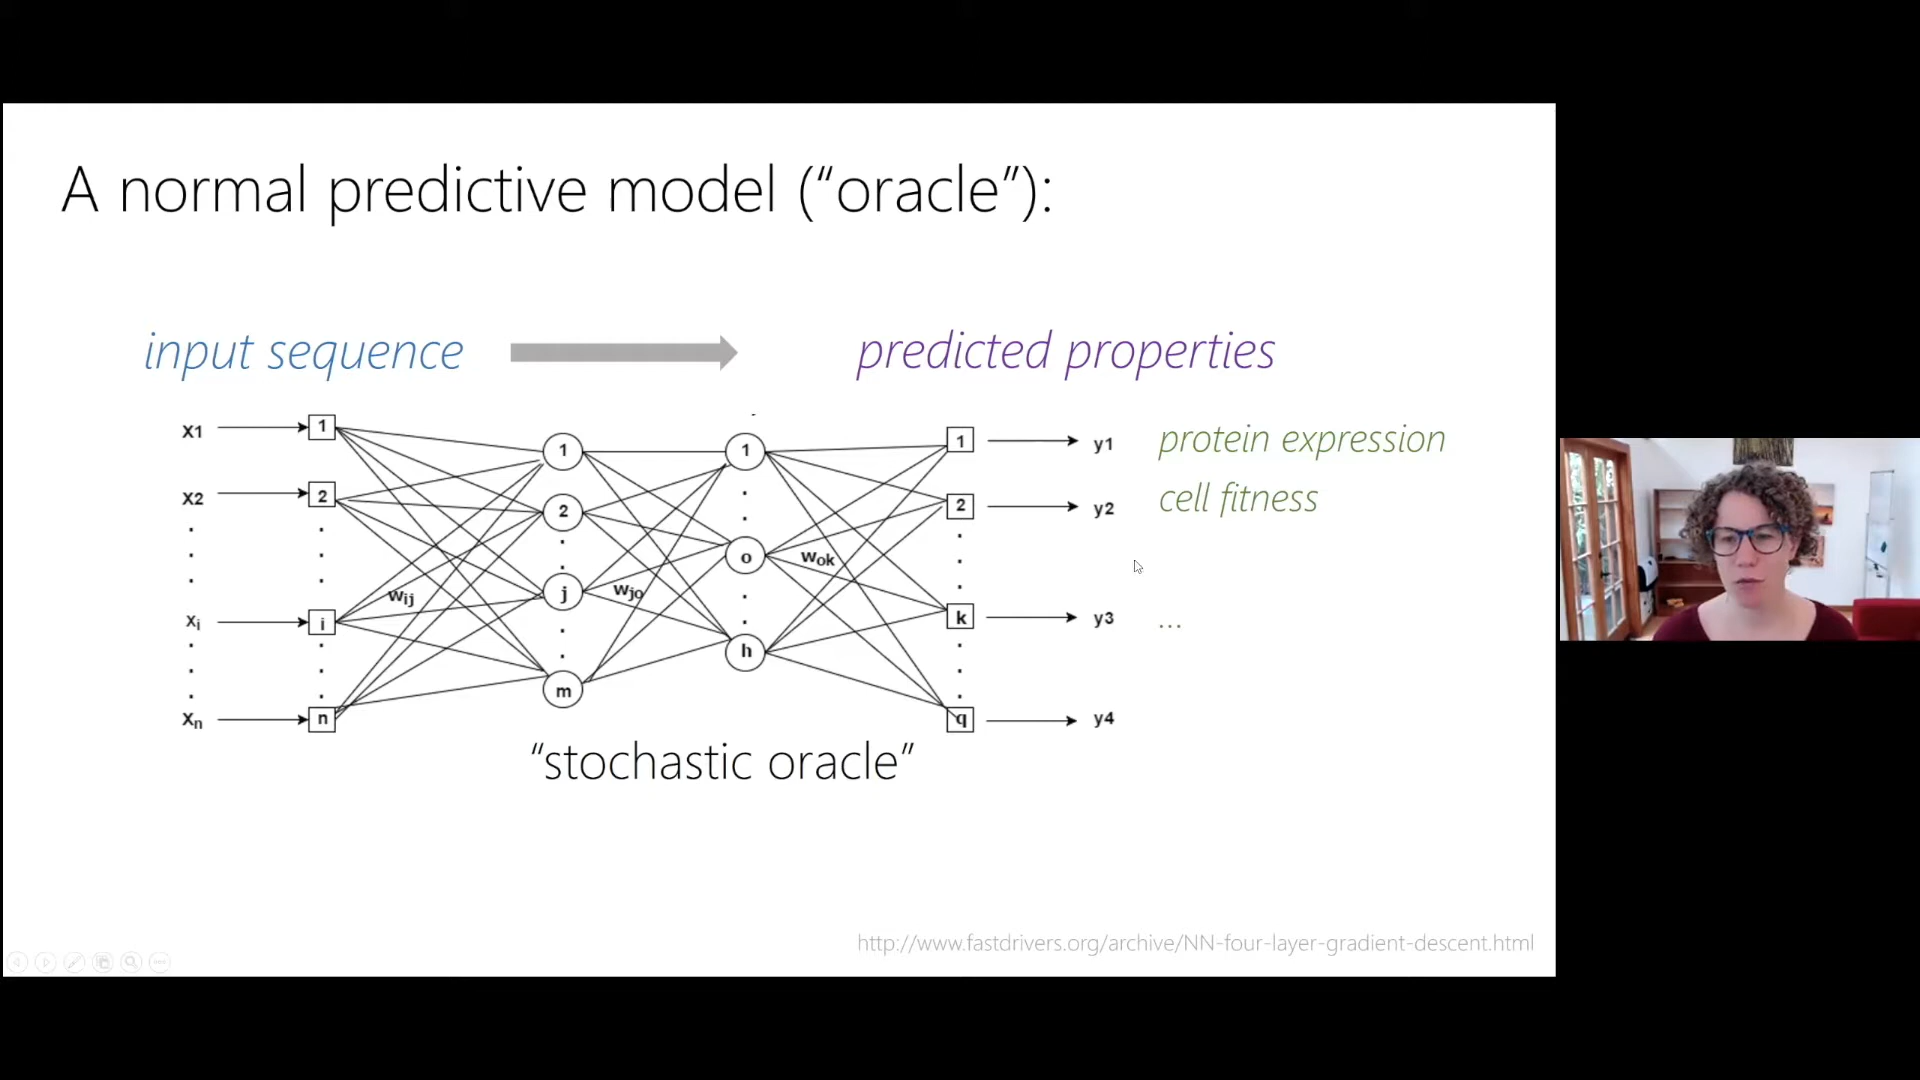 A normal predictive model (“oracle”):
input sequence
predicted properties
X1 1 1 1 1 y1 protein expression
X2 2 2 2 y2 cell fitness
wij j wjo o wok
xi i h k y3 ...
Xn n m q y4
“stochastic oracle”
http://www.fastdrivers.org/archive/NN-four-layer-gradient-descent.html